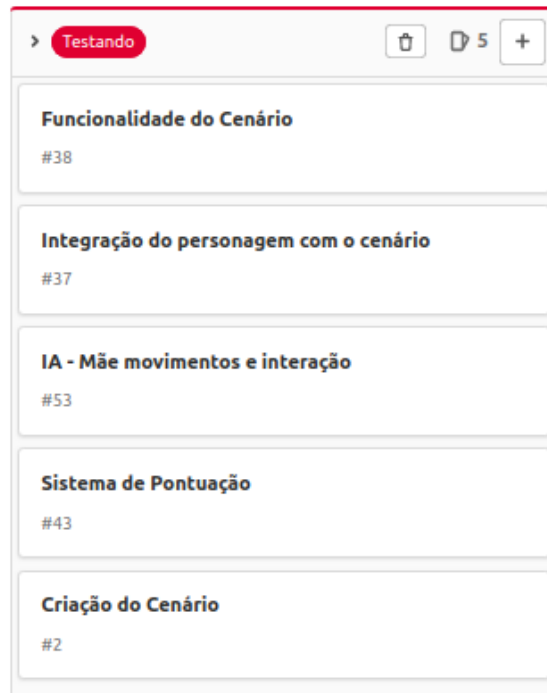 Testando 5
Funcionalidade do Cenário
#38
Integração do personagem com o cenário
#37
IA - Mãe movimentos e interação
#53
Sistema de Pontuação
#43
Criação do Cenário
#2